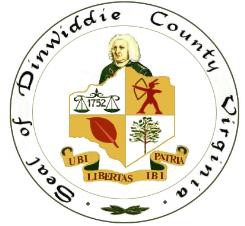 Seal of Dinwiddie County Virginia
1752
UBI LIBERTAS IBI PATRIA